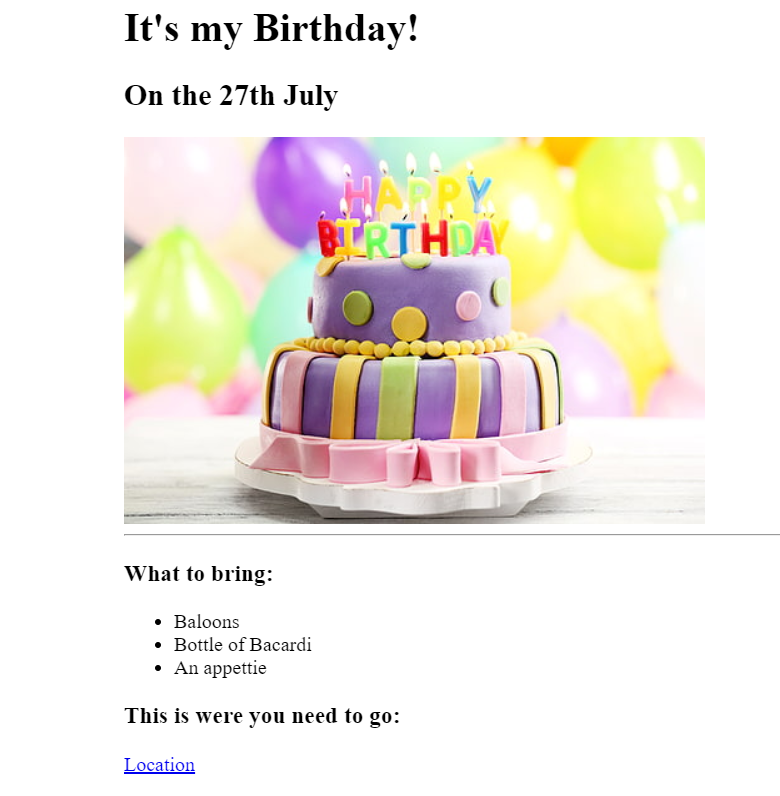 It's my Birthday!
On the 27th July
HAPPY
BIRTHDAY
What to bring:
Baloons
Bottle of Bacardi
An appettie
This is were you need to go:
Location